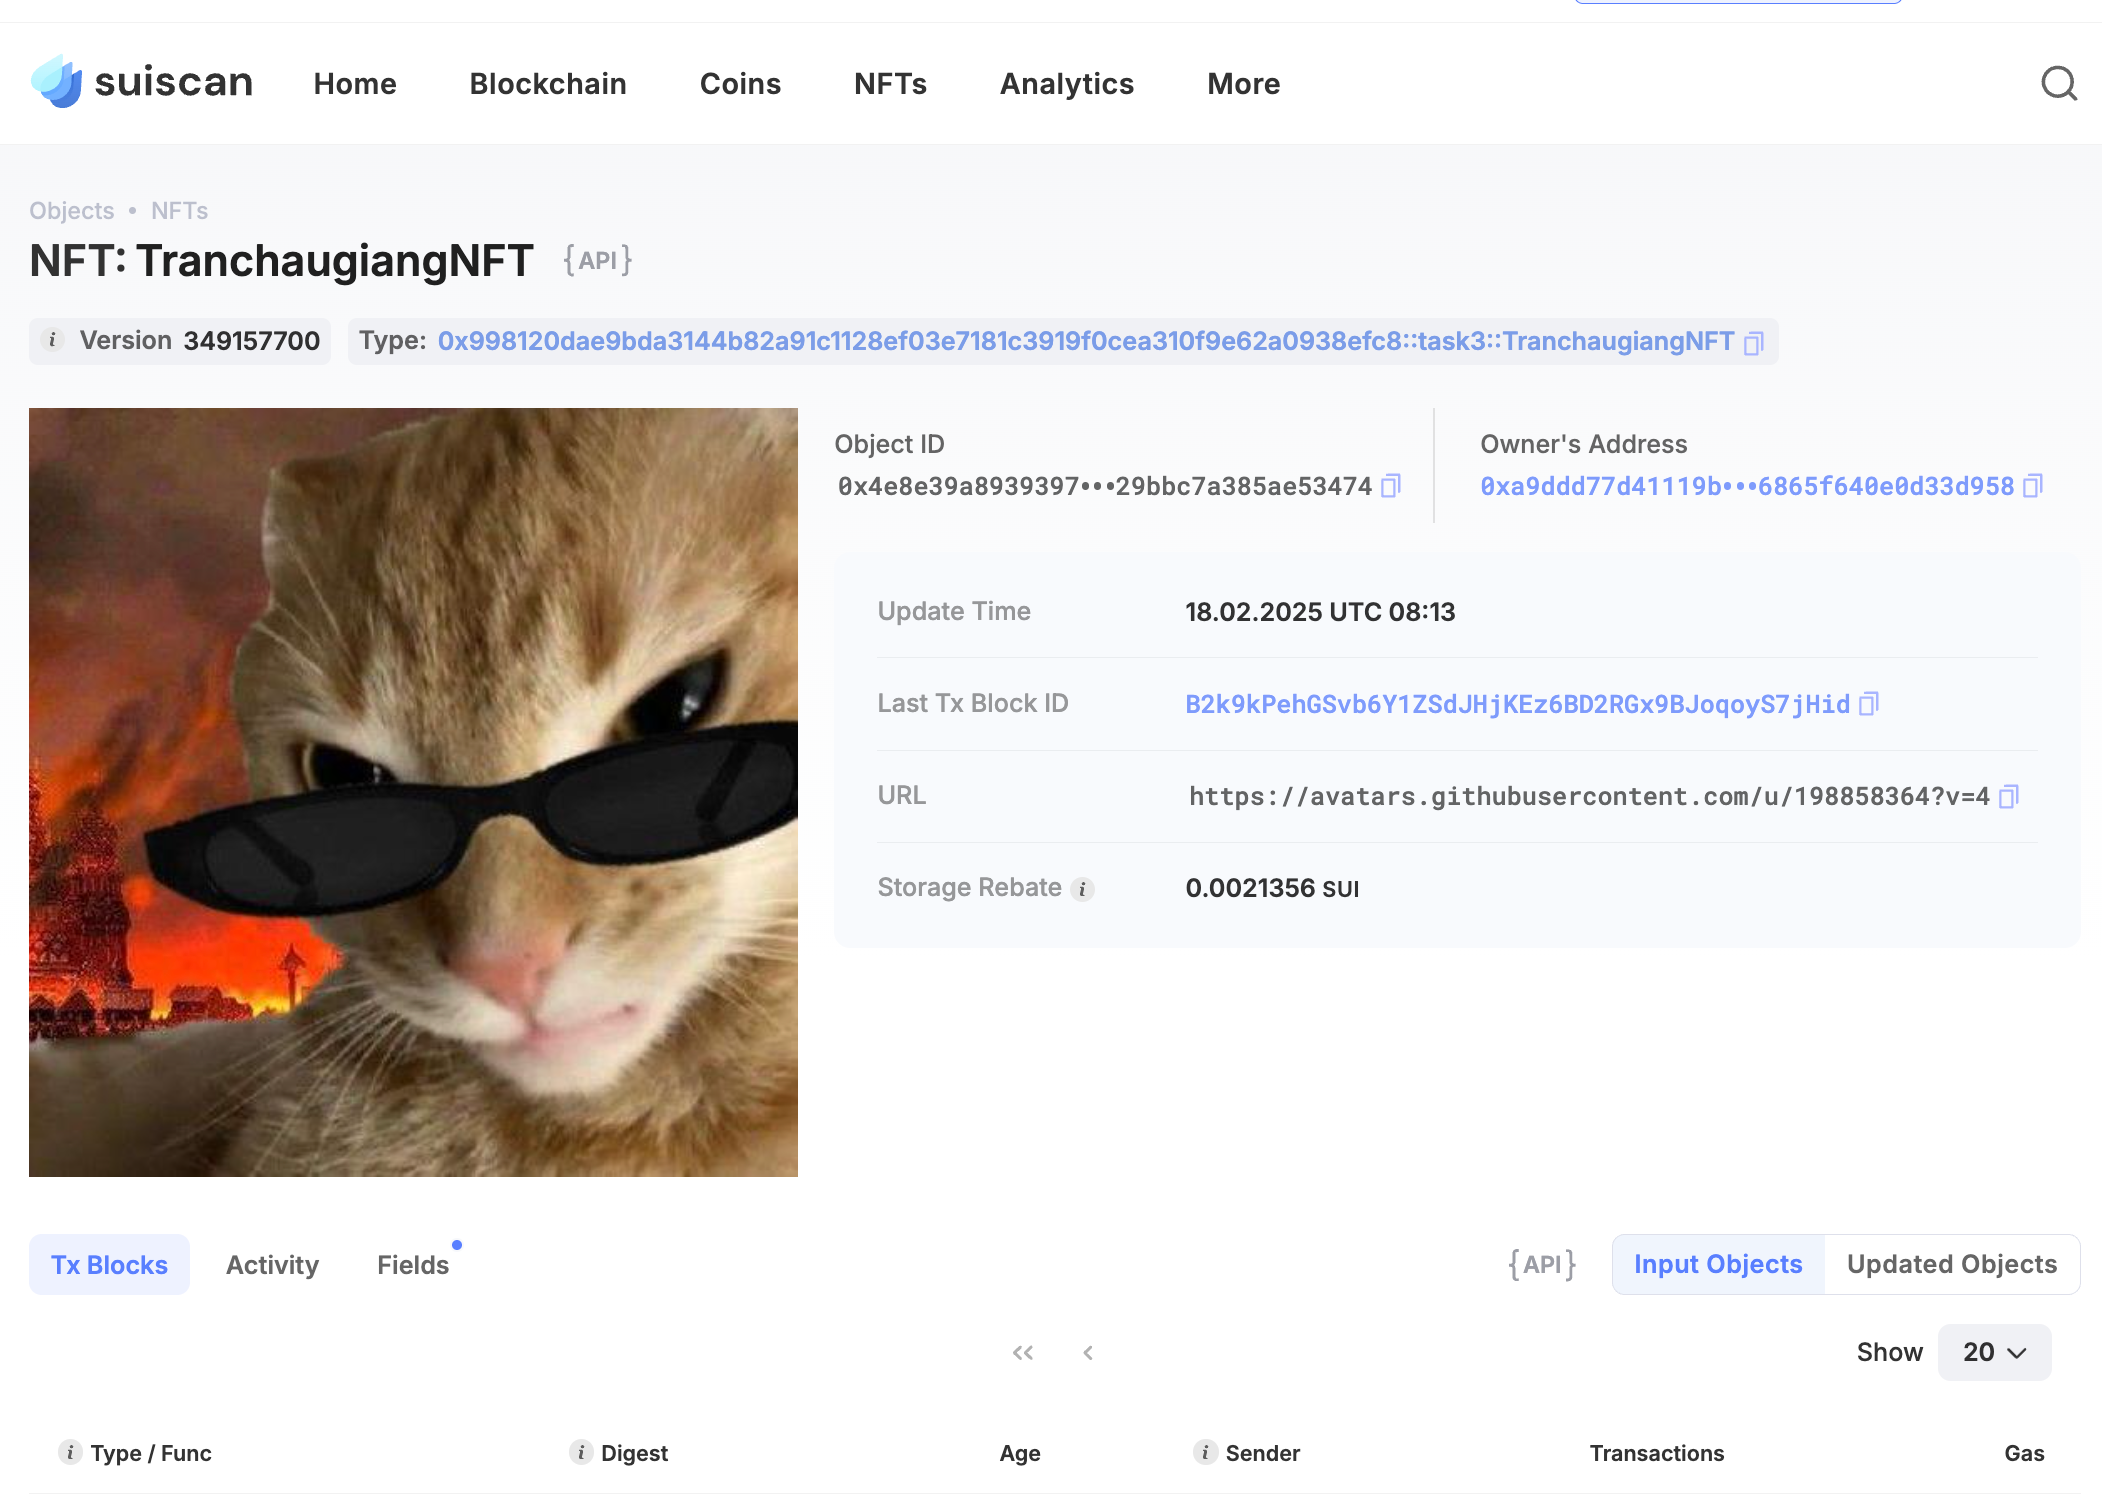 suiscan Home Blockchain Coins NFTs Analytics More
Objects • NFTs
NFT: TranchaugiangNFT {API}
i Version 349157700 Type: 0x998120dae9bda3144b82a91c1128ef03e7181c3919f0cea310f9e62a0938efc8::task3::TranchaugiangNFT
Object ID
0x4e8e39a8939397•••29bbc7a385ae53474
Owner's Address
0xa9ddd77d41119b•••6865f640e0d33d958
Update Time 18.02.2025 UTC 08:13
Last Tx Block ID B2k9kPehGSvb6Y1ZSdJHjKEz6BD2RGx9BJoqoyS7jHid
URL https://avatars.githubusercontent.com/u/198858364?v=4
Storage Rebate i 0.0021356 SUI
Tx Blocks Activity Fields {API} Input Objects Updated Objects
Show 20
i Type / Func i Digest Age i Sender Transactions Gas